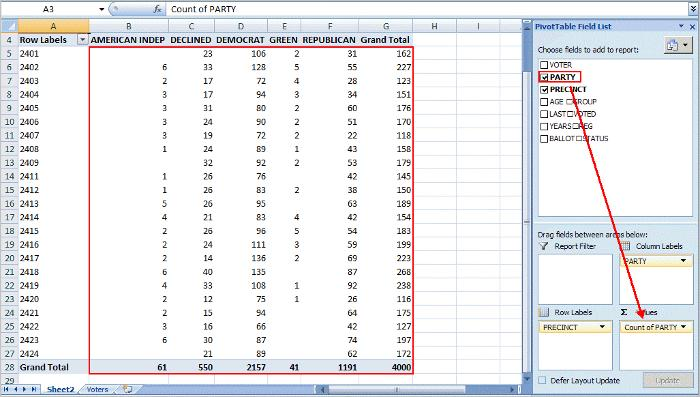 A3 fx Count of PARTY
A B C D E F G H I
4 Row Labels AMERICAN INDEP DECLINED DEMOCRAT GREEN REPUBLICAN Grand Total
5 2401 23 106 2 31 162
6 2402 6 33 128 5 55 227
7 2403 2 17 72 4 28 123
8 2404 3 17 94 3 34 151
9 2405 3 31 80 2 60 176
10 2406 3 24 90 2 51 170
11 2407 3 19 72 2 22 118
12 2408 1 24 89 1 43 158
13 2409 32 92 2 53 179
14 2411 1 26 76 42 145
15 2412 1 26 83 2 38 150
16 2413 5 26 95 63 189
17 2414 4 21 83 4 42 154
18 2415 2 26 96 5 54 183
19 2416 2 24 111 3 59 199
20 2417 2 14 136 2 69 223
21 2418 6 40 135 87 268
22 2419 4 33 108 1 92 238
23 2420 2 12 75 1 26 116
24 2421 2 15 94 64 175
25 2422 3 16 66 42 127
26 2423 6 30 87 74 197
27 2424 21 89 62 172
28 Grand Total 61 550 2157 41 1191 4000
29
Sheet2 Voters
PivotTable Field List
Choose fields to add to report:
VOTER
PARTY
PRECINCT
AGE GROUP
LAST VOTED
YEARS REG
BALLOT STATUS
Drag fields between areas below:
Report Filter Column Labels
PARTY
Row Labels Σ Values
PRECINCT Count of PARTY
Defer Layout Update Update